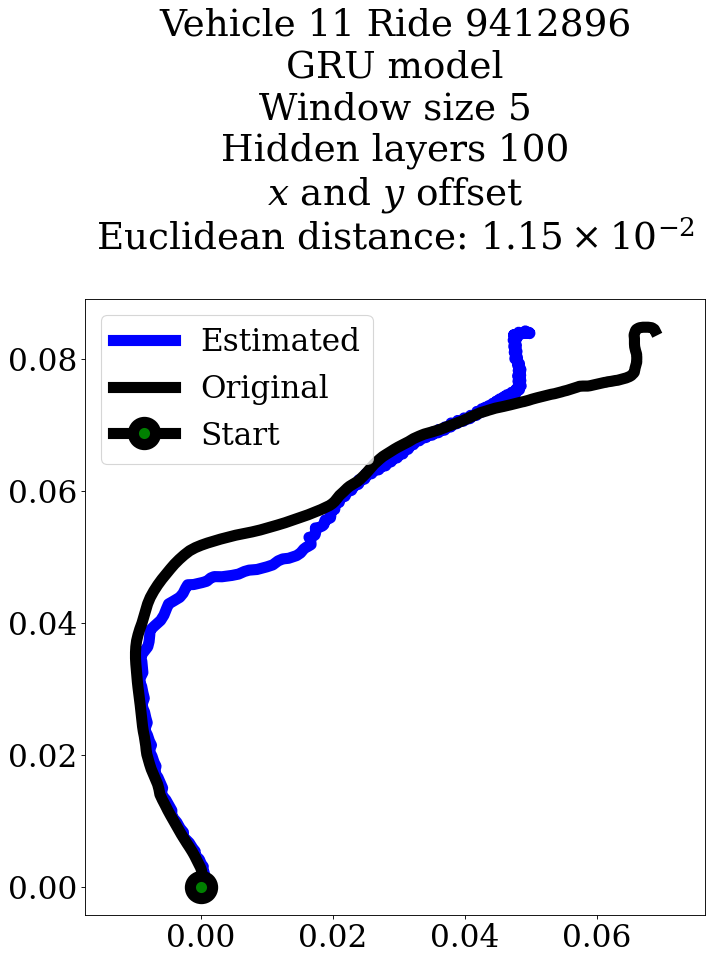 Vehicle 11 Ride 9412896
GRU model
Window size 5
Hidden layers 100
x and y offset
Euclidean distance: 1.15 × 10⁻²
Estimated
Original
Start
0.08
0.06
0.04
0.02
0.00
0.00 0.02 0.04 0.06